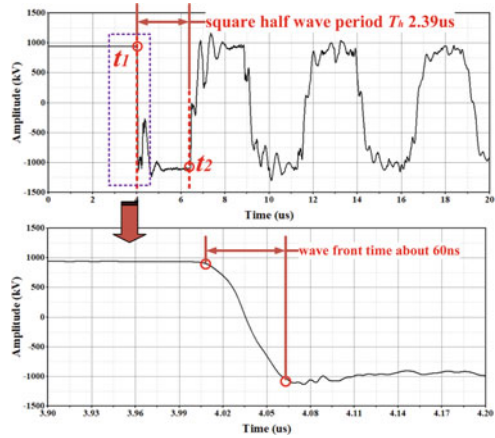 square half wave period Th 2.39us
1500
1000
500
0
-500
-1000
-1500
t1
t2
Amplitude (kV)
0 2 4 6 8 10 12 14 16 18 20
Time (us)
wave front time about 60ns
1500
1000
500
0
-500
-1000
-1500
Amplitude (kV)
3.90 3.93 3.96 3.99 4.02 4.05 4.08 4.11 4.14 4.17 4.20
Time (us)